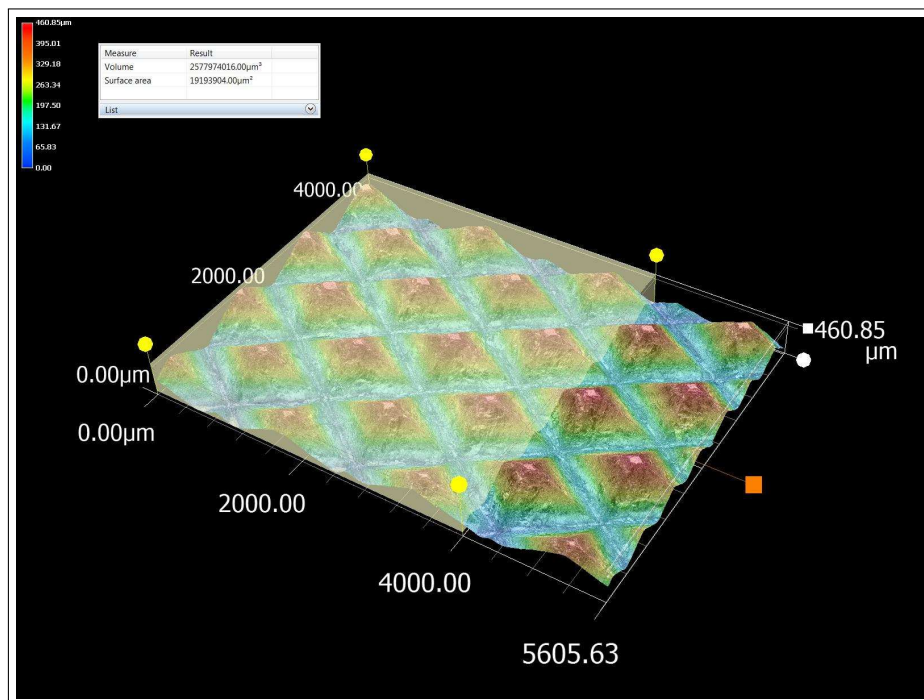 460.85μm
395.01
329.18
263.34
197.50
131.67
65.83
0.00
Measure Result
Volume 2577974016.00μm³
Surface area 19193904.00μm²
List
4000.00
2000.00
0.00μm
0.00μm
2000.00
4000.00
5605.63
460.85
μm